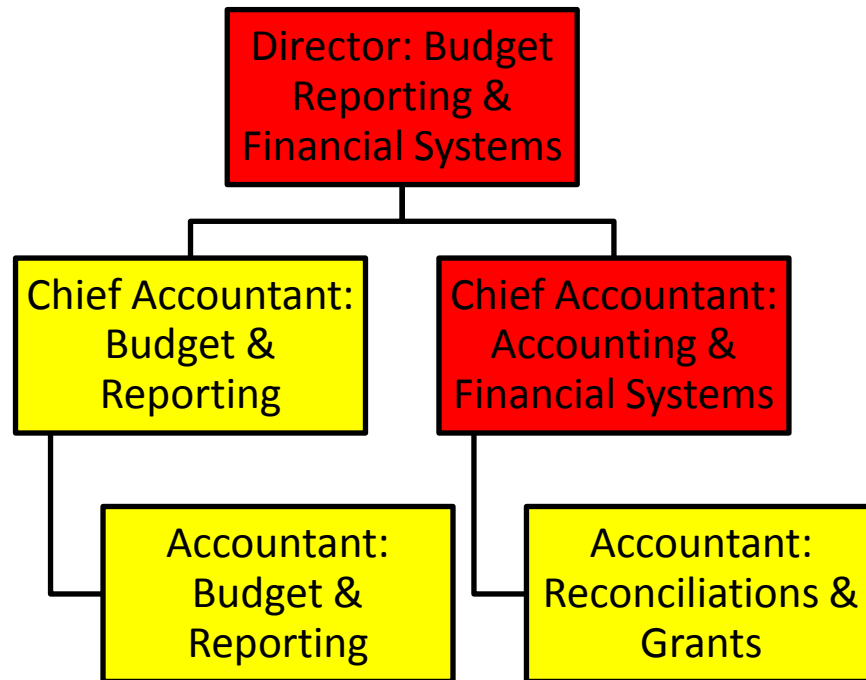 Director: Budget
Reporting &
Financial Systems
Chief Accountant:
Budget &
Reporting
Chief Accountant:
Accounting &
Financial Systems
Accountant:
Budget &
Reporting
Accountant:
Reconciliations &
Grants